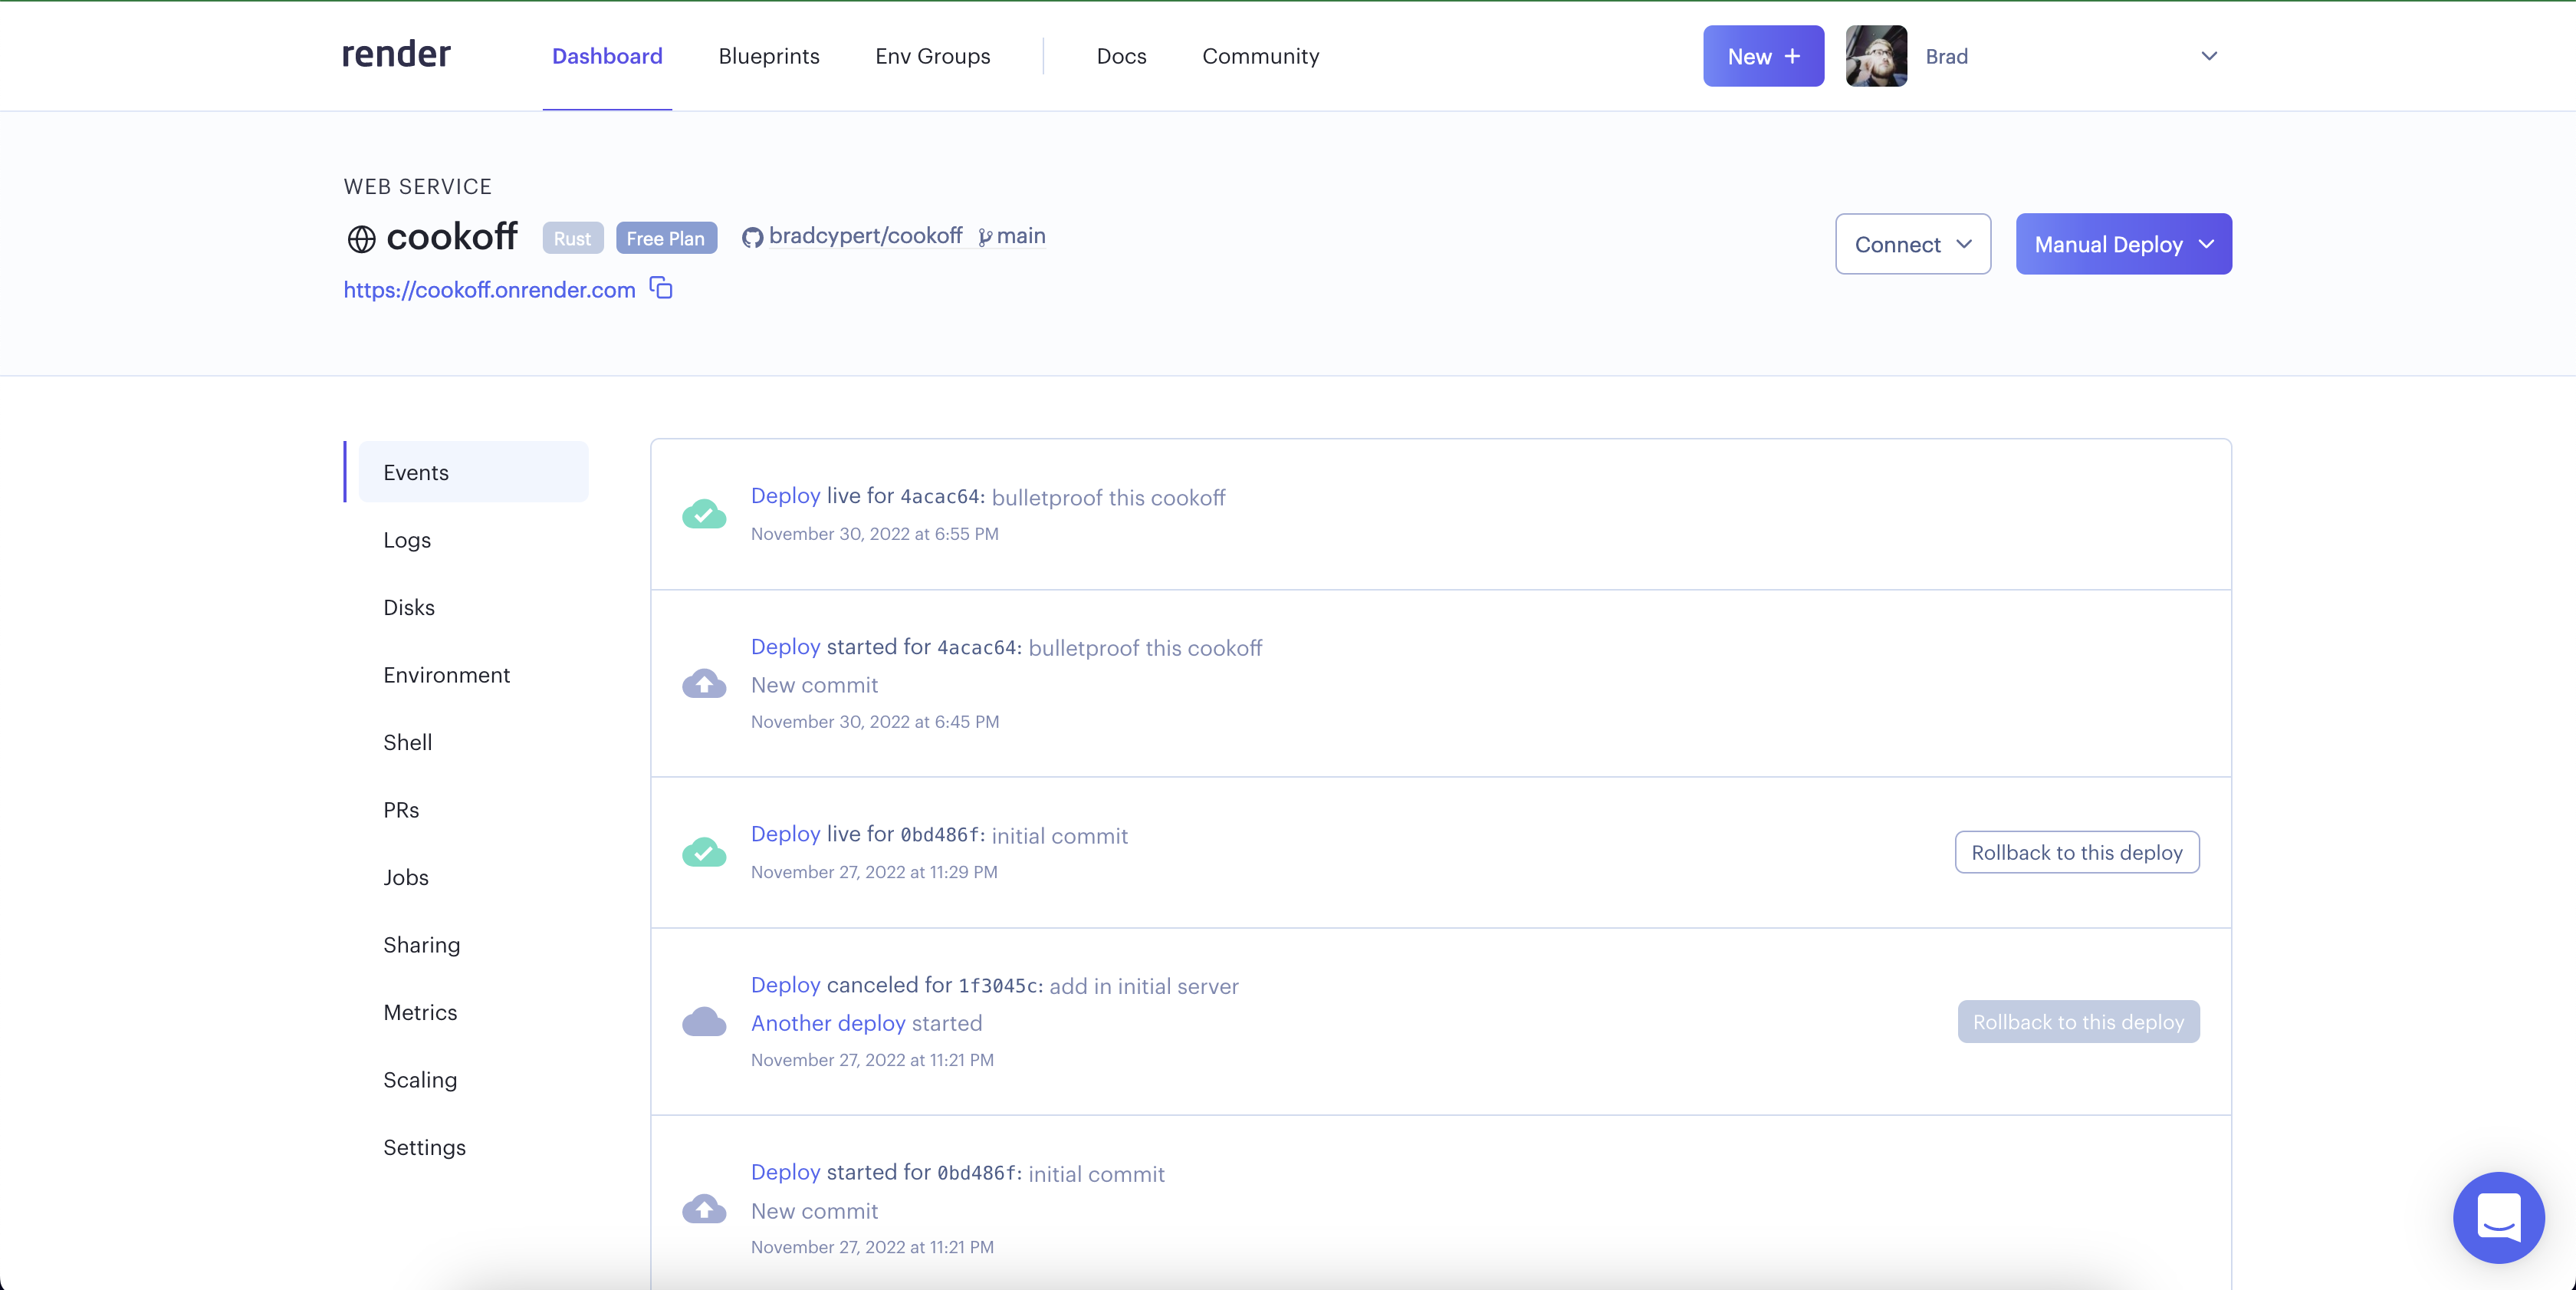 render
Dashboard
Blueprints
Env Groups
Docs
Community
New +
Brad
WEB SERVICE
cookoff
Rust
Free Plan
bradcypert/cookoff
main
https://cookoff.onrender.com
Connect
Manual Deploy
Events
Logs
Disks
Environment
Shell
PRs
Jobs
Sharing
Metrics
Scaling
Settings
Deploy live for 4acac64: bulletproof this cookoff
November 30, 2022 at 6:55 PM
Deploy started for 4acac64: bulletproof this cookoff
New commit
November 30, 2022 at 6:45 PM
Deploy live for 0bd486f: initial commit
November 27, 2022 at 11:29 PM
Rollback to this deploy
Deploy canceled for 1f3045c: add in initial server
Another deploy started
November 27, 2022 at 11:21 PM
Rollback to this deploy
Deploy started for 0bd486f: initial commit
New commit
November 27, 2022 at 11:21 PM